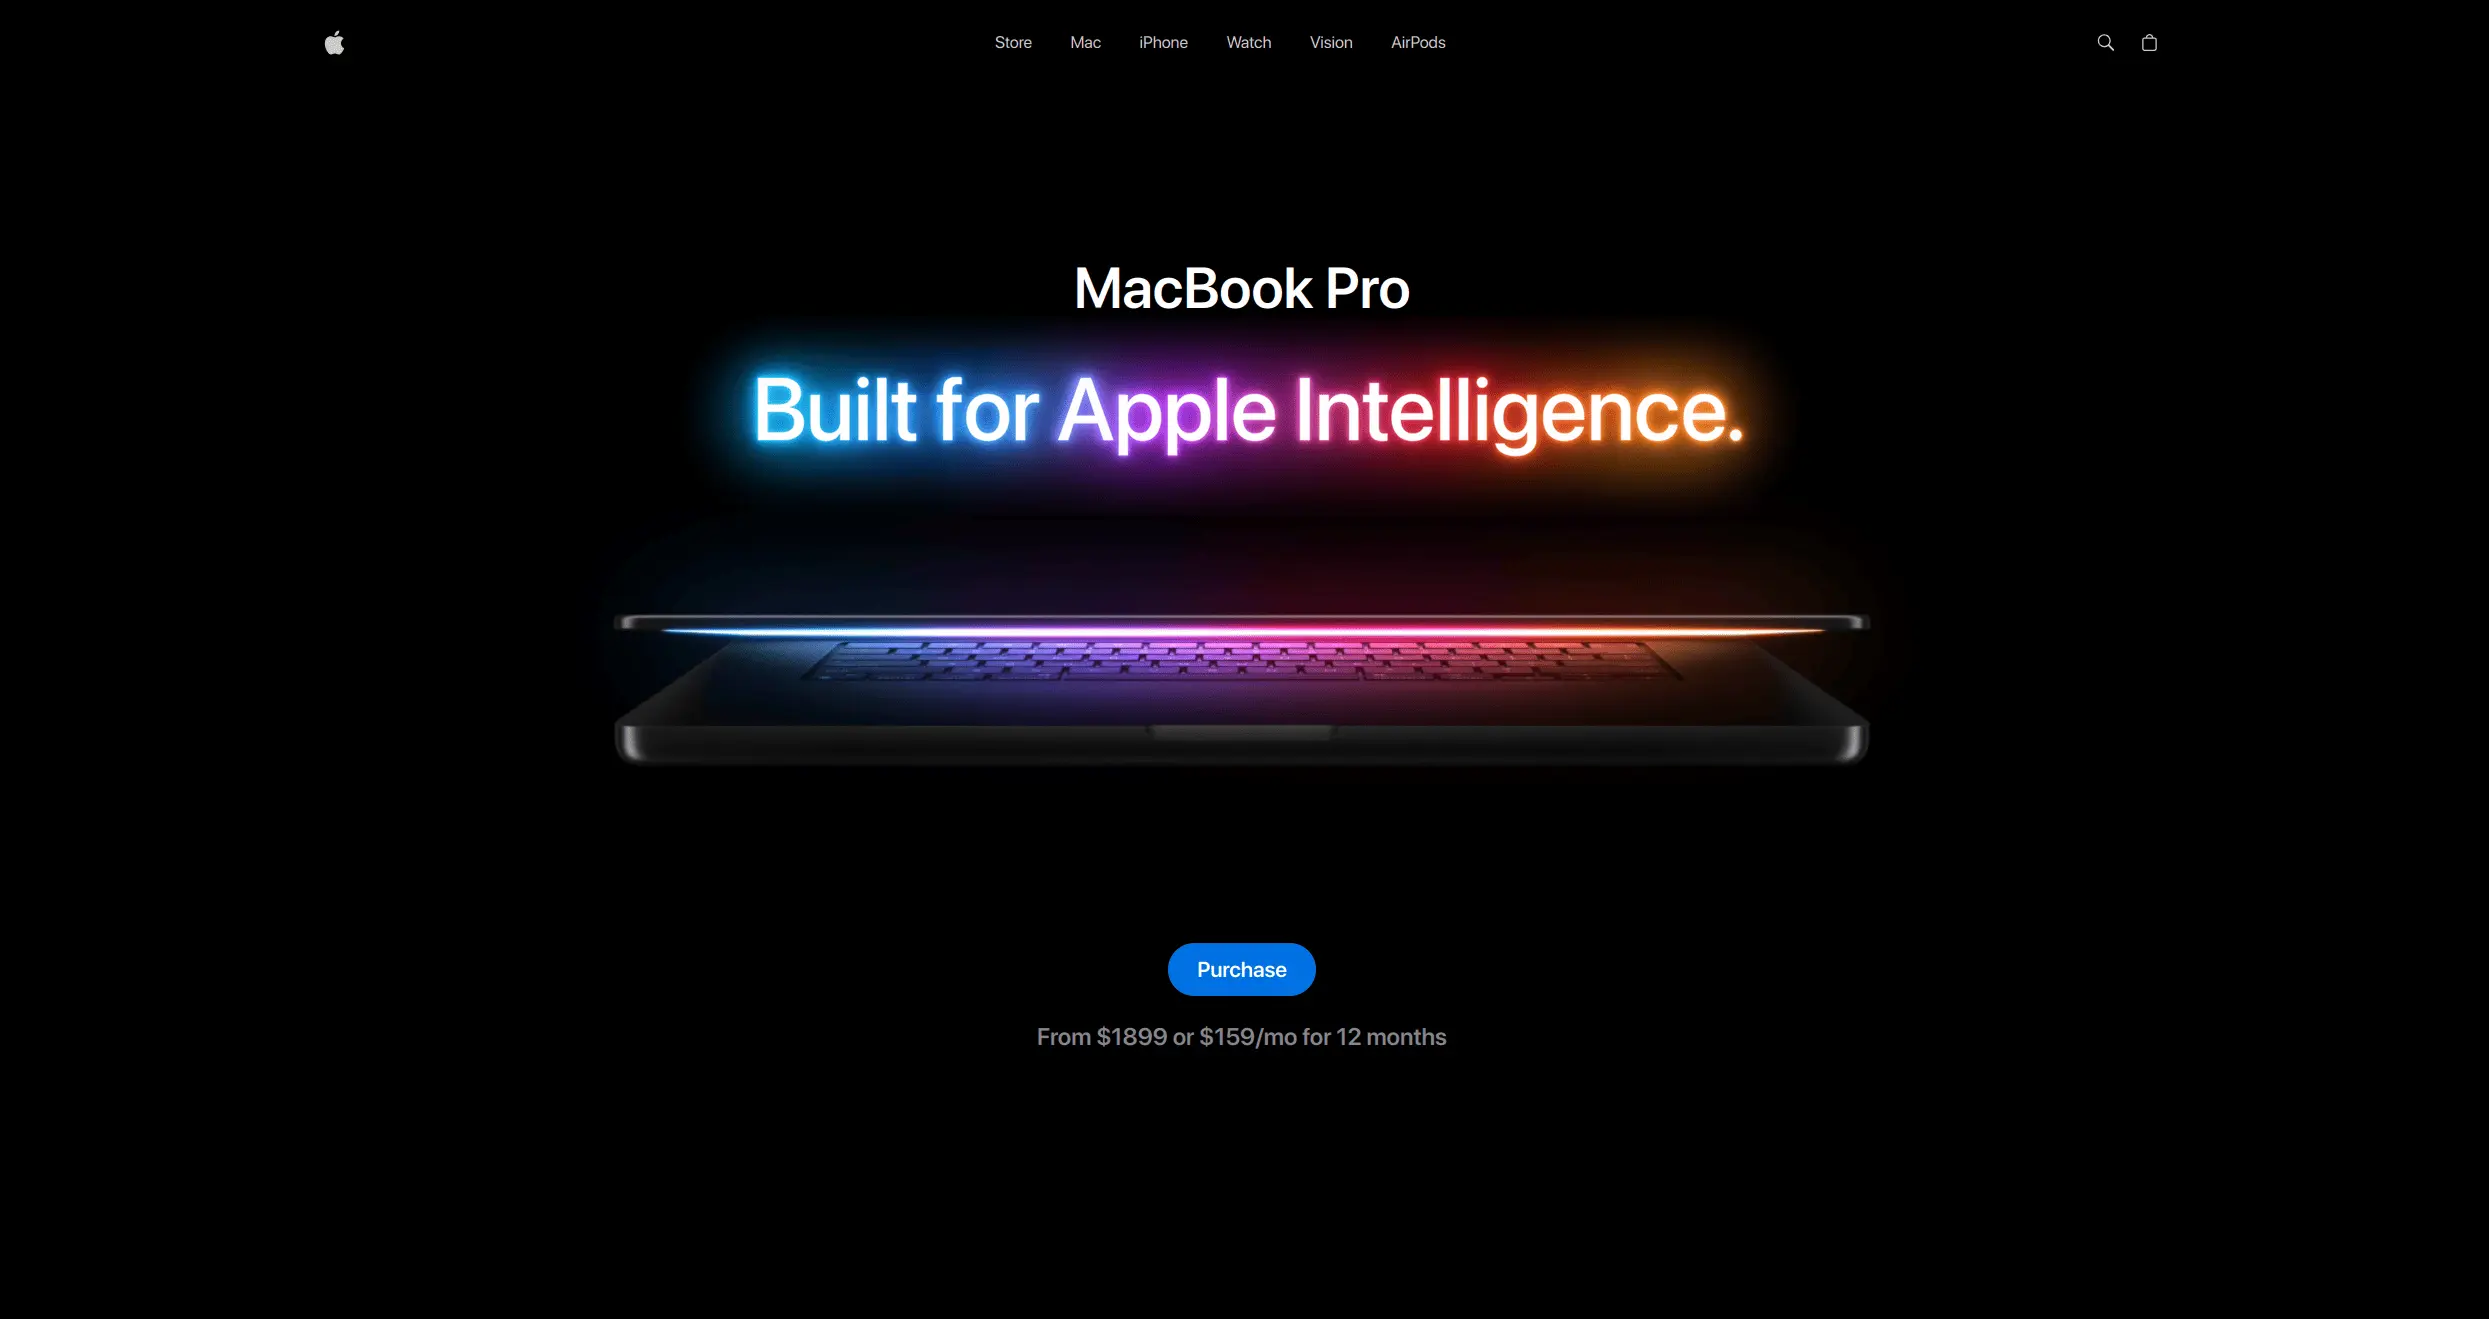 Store Mac iPhone Watch Vision AirPods
MacBook Pro
Built for Apple Intelligence.
Purchase
From $1899 or $159/mo for 12 months